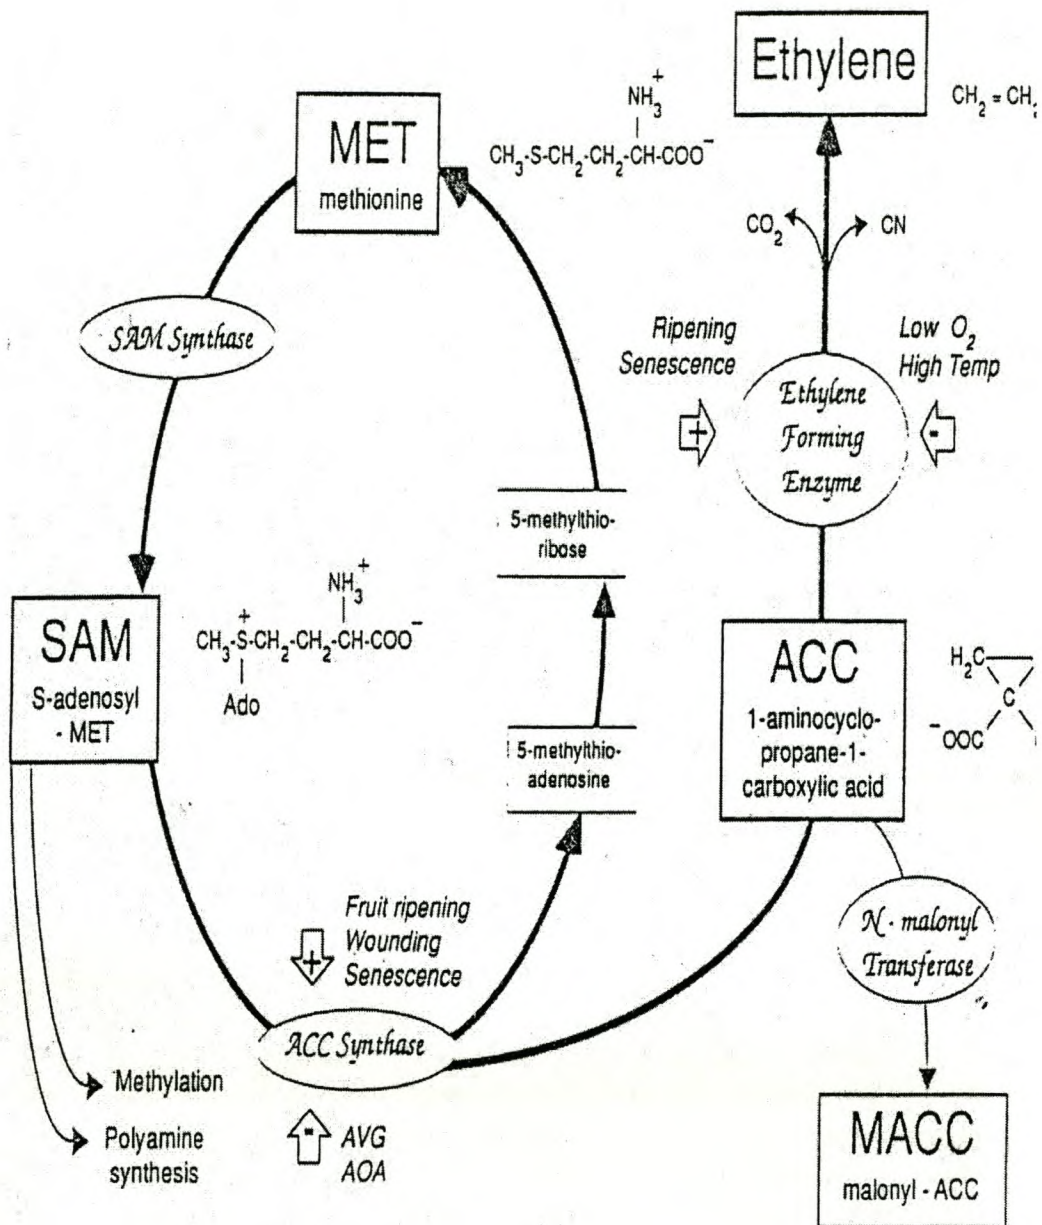 Ethylene
CH₂ = CH₂
MET
methionine
NH₃⁺
CH₃-S-CH₂-CH₂-CH-COO⁻
CO₂
CN
SAM Synthase
Ripening
Senescence
+
Low O₂
High Temp
-
Ethylene
Forming
Enzyme
5-methylthio-
ribose
SAM
S-adenosyl
- MET
NH₃⁺
+
CH₃-S-CH₂-CH₂-CH-COO⁻
Ado
5-methylthio-
adenosine
ACC
1-aminocyclo-
propane-1-
carboxylic acid
H₂C
C
⁻OOC
Fruit ripening
Wounding
Senescence
+
ACC Synthase
-
AVG
AOA
N - malonyl
Transferase
Methylation
Polyamine
synthesis
MACC
malonyl - ACC